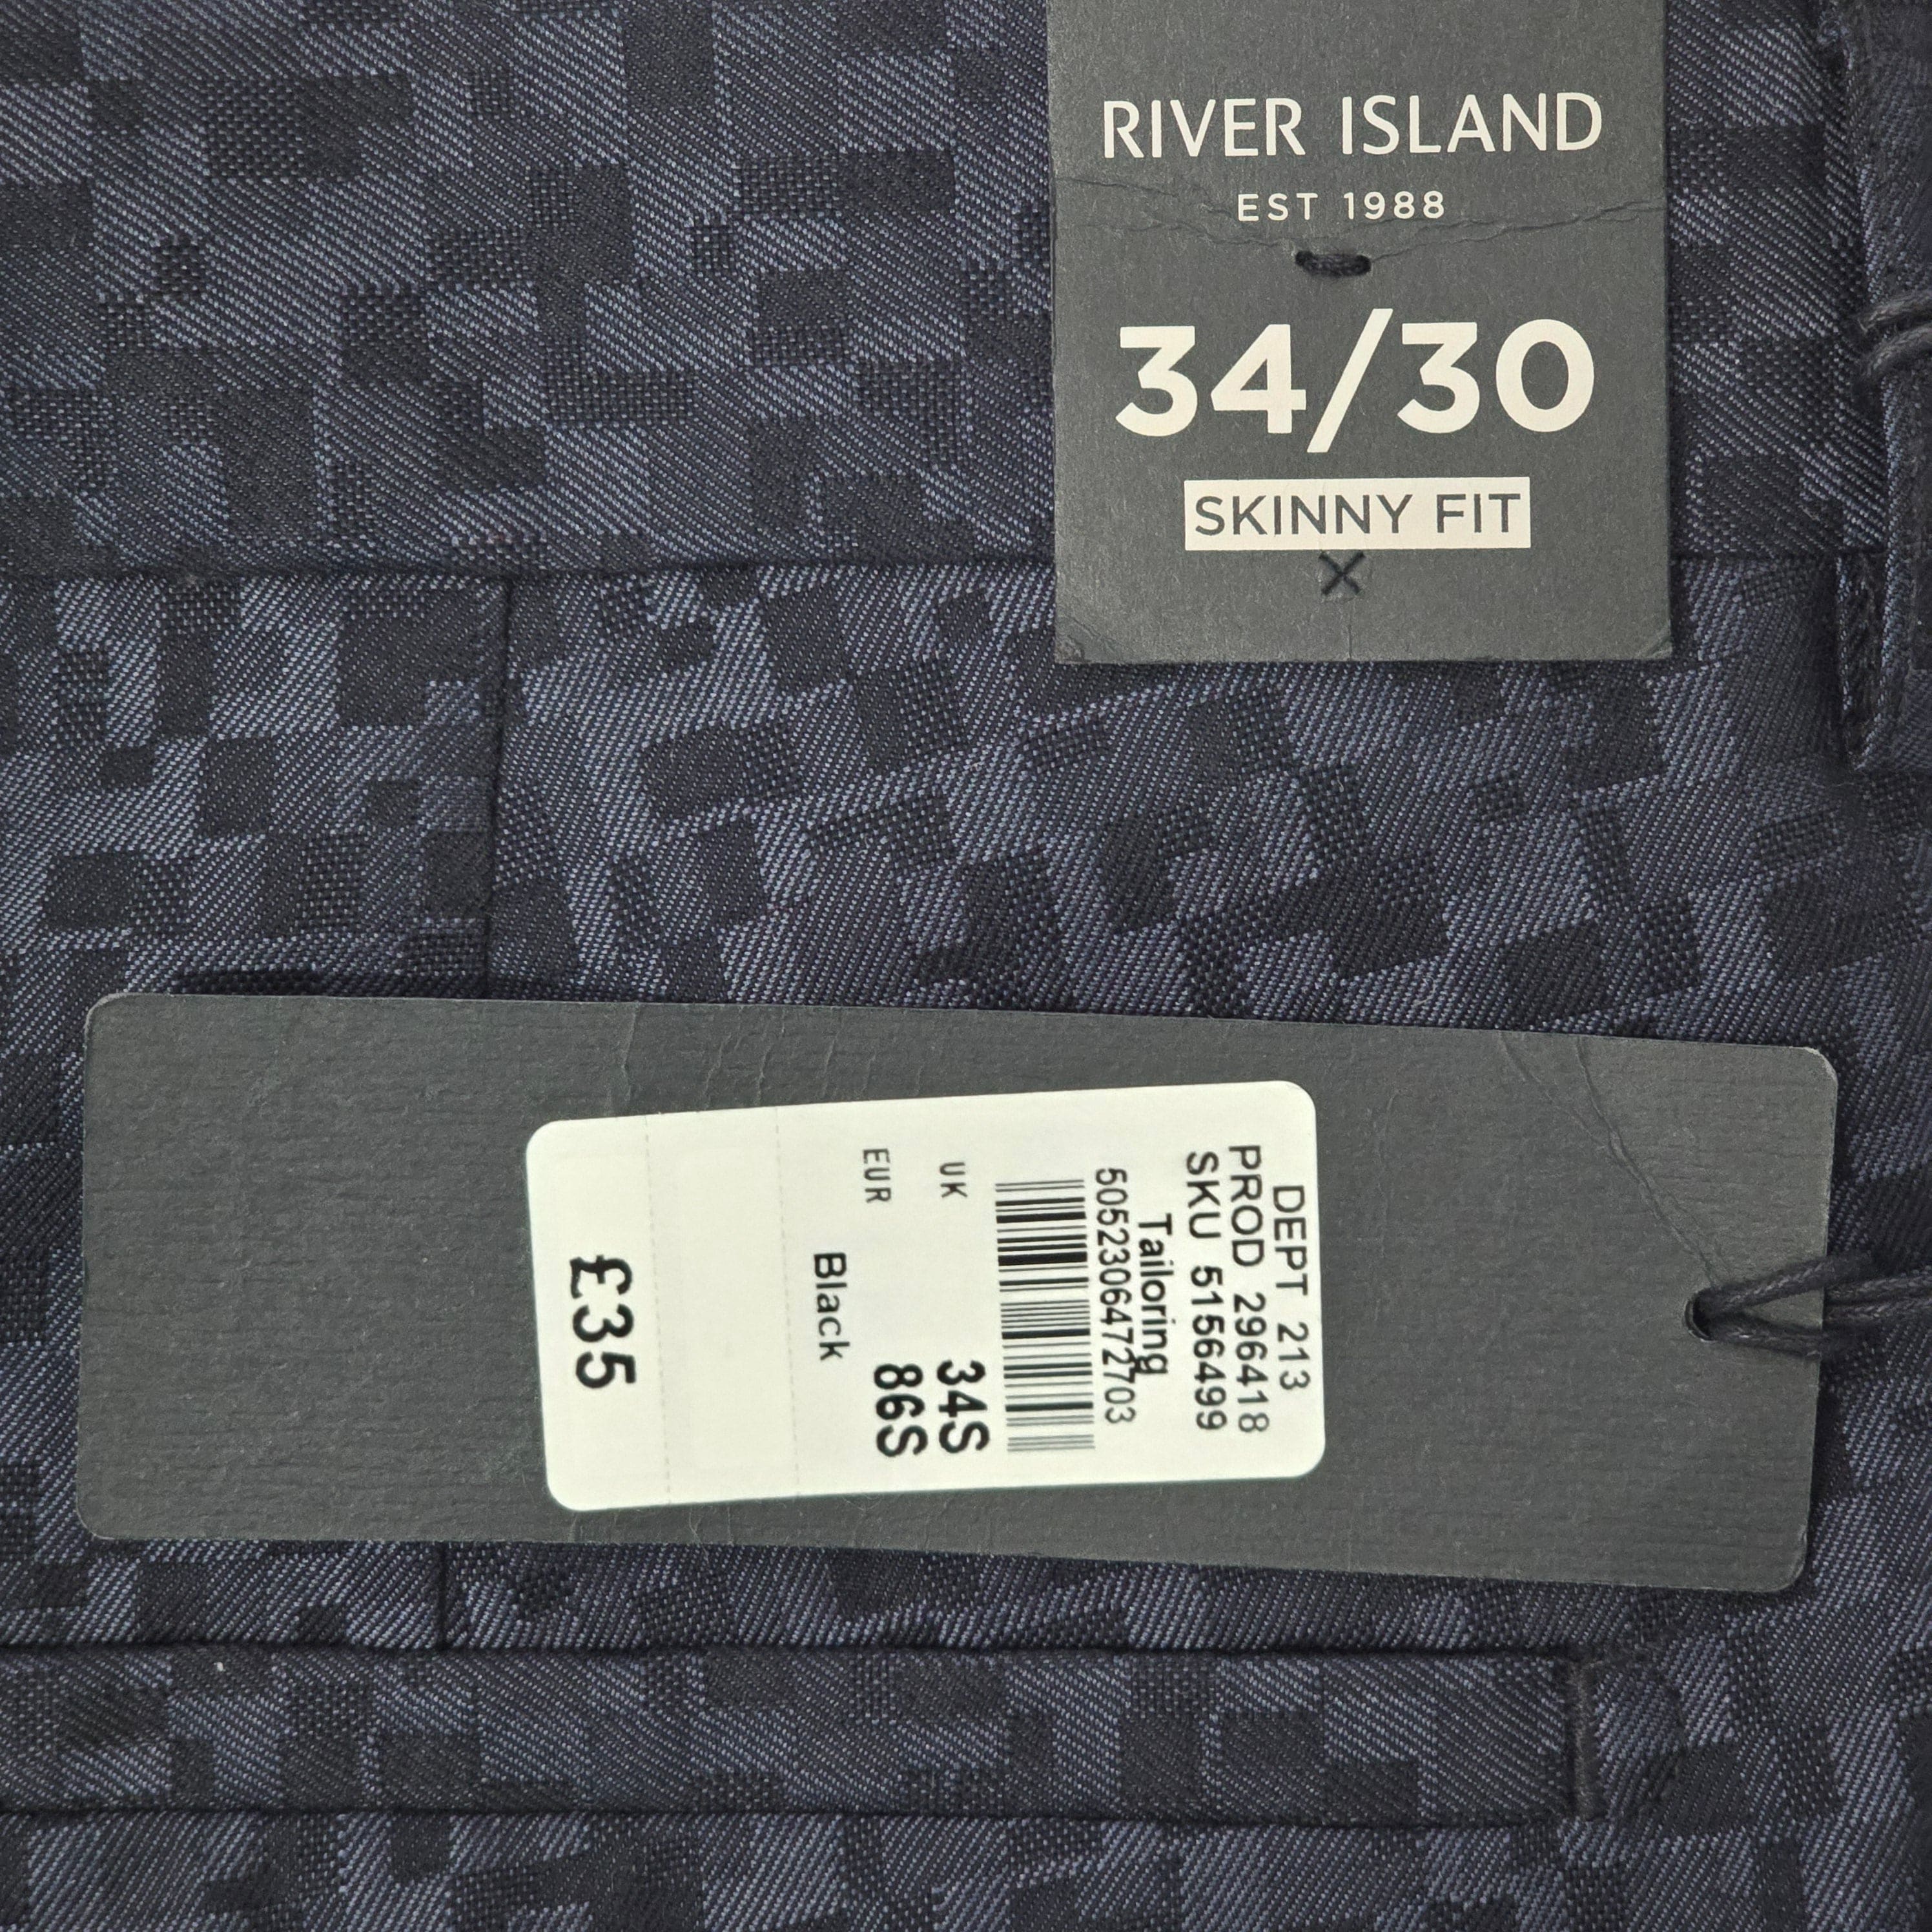 RIVER ISLAND
EST 1988
34/30
SKINNY FIT
DEPT 213
PROD 296418
SKU 5156499
Tailoring
5052306472703
UK 34S
EUR 86S
Black
£35